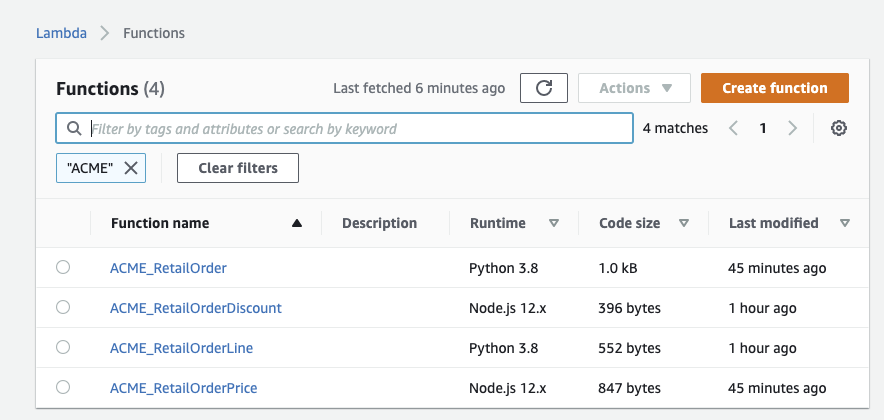 Lambda > Functions
Functions (4) Last fetched 6 minutes ago Actions Create function
Filter by tags and attributes or search by keyword 4 matches < 1 >
"ACME" X Clear filters
Function name Description Runtime Code size Last modified
ACME_RetailOrder Python 3.8 1.0 kB 45 minutes ago
ACME_RetailOrderDiscount Node.js 12.x 396 bytes 1 hour ago
ACME_RetailOrderLine Python 3.8 552 bytes 1 hour ago
ACME_RetailOrderPrice Node.js 12.x 847 bytes 45 minutes ago